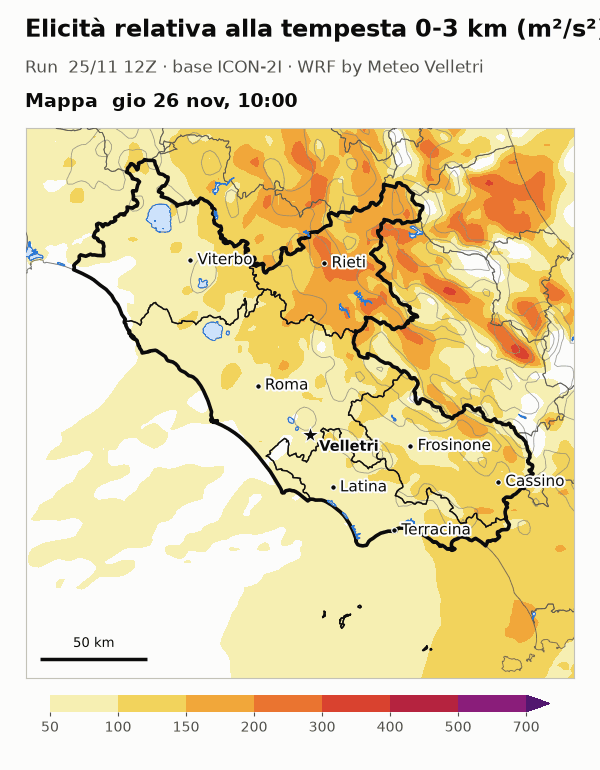 Elicità relativa alla tempesta 0-3 km (m²/s²)
Run 25/11 12Z · base ICON-2I · WRF by Meteo Velletri
Mappa gio 26 nov, 10:00
Viterbo
Rieti
Roma
Velletri
Frosinone
Cassino
Latina
Terracina
50 km
50 100 150 200 300 400 500 700